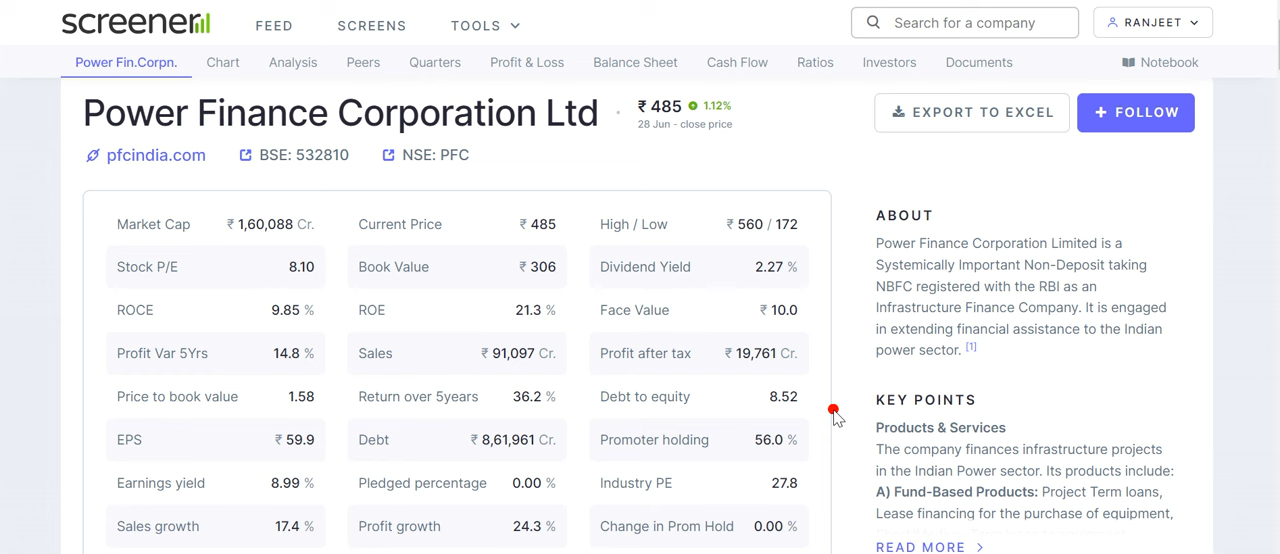 screener
FEED
SCREENS
TOOLS
Search for a company
RANJEET
Power Fin.Corpn.
Chart
Analysis
Peers
Quarters
Profit & Loss
Balance Sheet
Cash Flow
Ratios
Investors
Documents
Notebook
Power Finance Corporation Ltd
₹ 485 1.12%
28 Jun - close price
EXPORT TO EXCEL
+ FOLLOW
pfcindia.com
BSE: 532810
NSE: PFC
Market Cap ₹ 1,60,088 Cr.
Current Price ₹ 485
High / Low ₹ 560 / 172
Stock P/E 8.10
Book Value ₹ 306
Dividend Yield 2.27 %
ROCE 9.85 %
ROE 21.3 %
Face Value ₹ 10.0
Profit Var 5Yrs 14.8 %
Sales ₹ 91,097 Cr.
Profit after tax ₹ 19,761 Cr.
Price to book value 1.58
Return over 5years 36.2 %
Debt to equity 8.52
EPS ₹ 59.9
Debt ₹ 8,61,961 Cr.
Promoter holding 56.0 %
Earnings yield 8.99 %
Pledged percentage 0.00 %
Industry PE 27.8
Sales growth 17.4 %
Profit growth 24.3 %
Change in Prom Hold 0.00 %
ABOUT
Power Finance Corporation Limited is a
Systemically Important Non-Deposit taking
NBFC registered with the RBI as an
Infrastructure Finance Company. It is engaged
in extending financial assistance to the Indian
power sector. [1]
KEY POINTS
Products & Services
The company finances infrastructure projects
in the Indian Power sector. Its products include:
A) Fund-Based Products: Project Term loans,
Lease financing for the purchase of equipment,
READ MORE